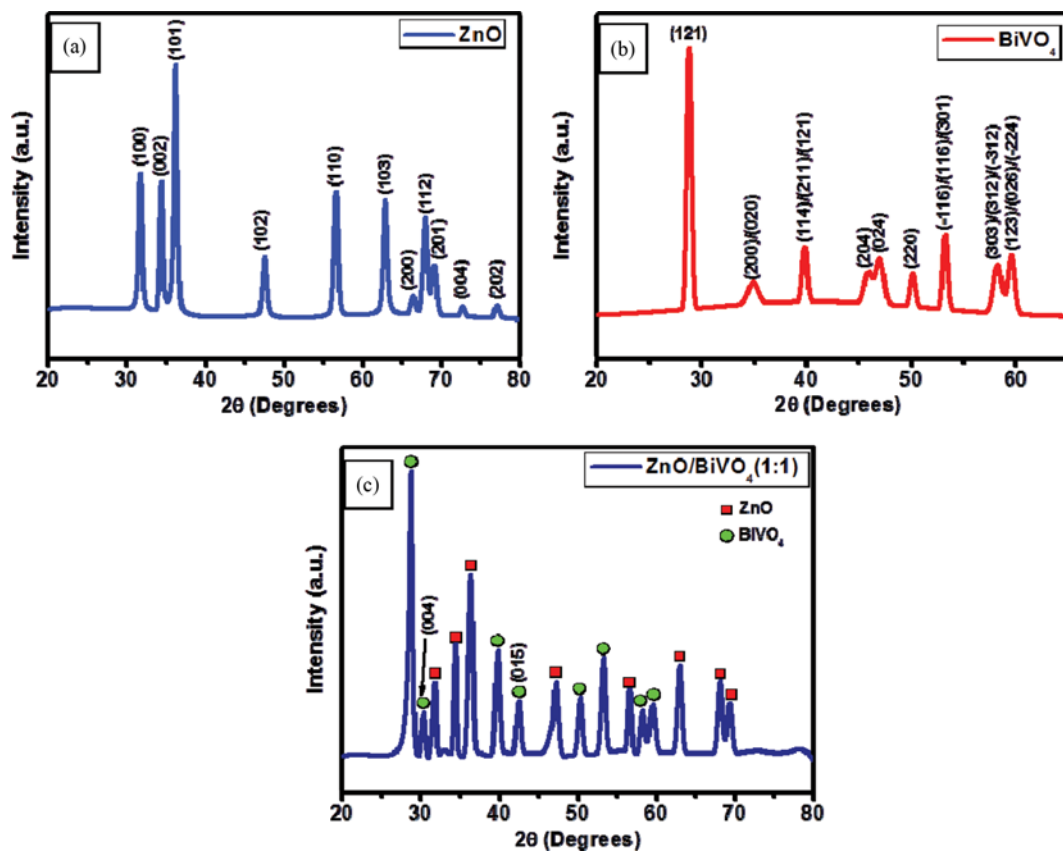 (a)
ZnO
(100)
(002)
(101)
(102)
(110)
(103)
(200)
(112)
(201)
(004)
(202)
Intensity (a.u.)
20 30 40 50 60 70 80
2θ (Degrees)
(b)
BiVO₄
(121)
(200)/(020)
(114)/(211)/(121)
(204)
(024)
(220)
(-116)/(116)/(301)
(303)/(312)/(-312)
(123)/(026)/(-224)
Intensity (a.u.)
20 30 40 50 60
2θ (Degrees)
(c)
ZnO/BiVO₄(1:1)
ZnO
BiVO₄
(004)
(015)
Intensity (a.u.)
20 30 40 50 60 70 80
2θ (Degrees)